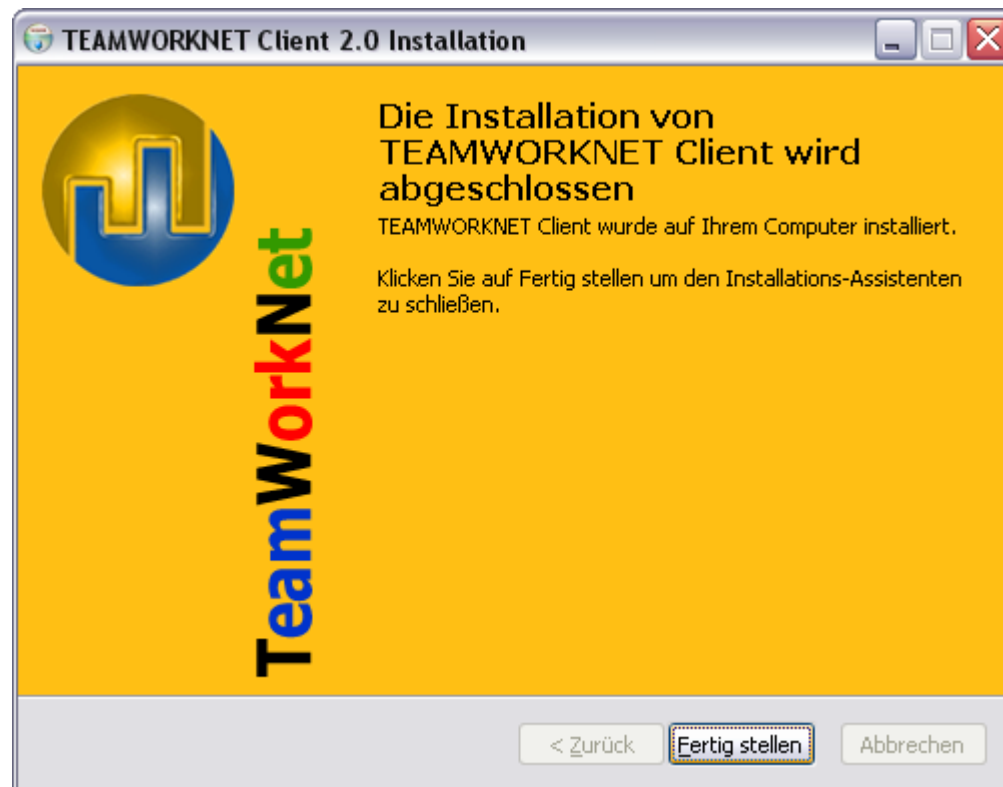 TEAMWORKNET Client 2.0 Installation
TeamWorkNet
Die Installation von
TEAMWORKNET Client wird
abgeschlossen
TEAMWORKNET Client wurde auf Ihrem Computer installiert.
Klicken Sie auf Fertig stellen um den Installations-Assistenten
zu schließen.
< Zurück
Fertig stellen
Abbrechen